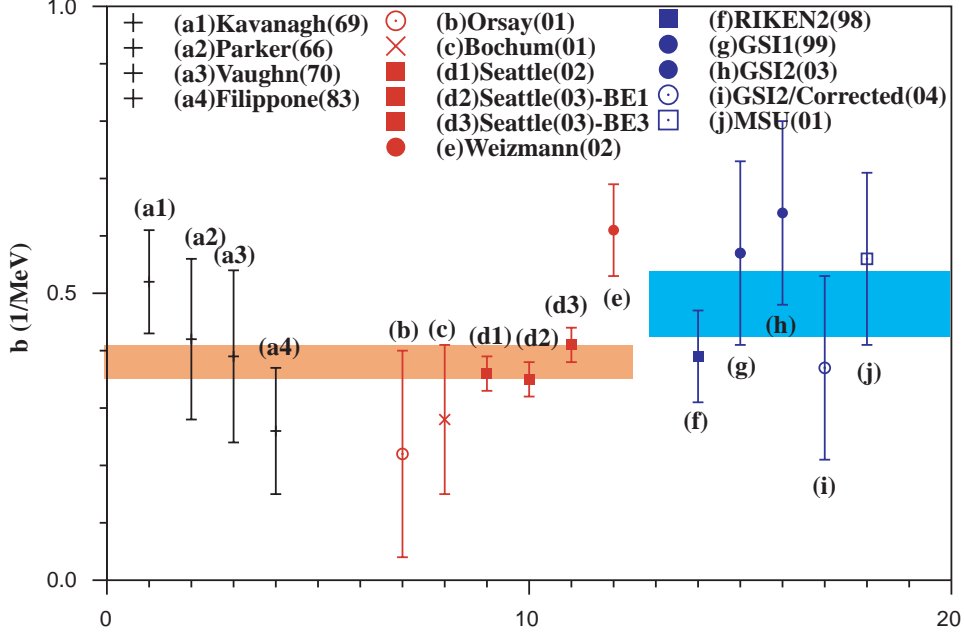 1.0
(a1)Kavanagh(69)
(a2)Parker(66)
(a3)Vaughn(70)
(a4)Filippone(83)
(b)Orsay(01)
(c)Bochum(01)
(d1)Seattle(02)
(d2)Seattle(03)-BE1
(d3)Seattle(03)-BE3
(e)Weizmann(02)
(f)RIKEN2(98)
(g)GSI1(99)
(h)GSI2(03)
(i)GSI2/Corrected(04)
(j)MSU(01)
b (1/MeV)
0.5
0.0
(a1)
(a2)
(a3)
(a4)
(b)
(c)
(d1)
(d2)
(d3)
(e)
(f)
(g)
(h)
(i)
(j)
0
10
20